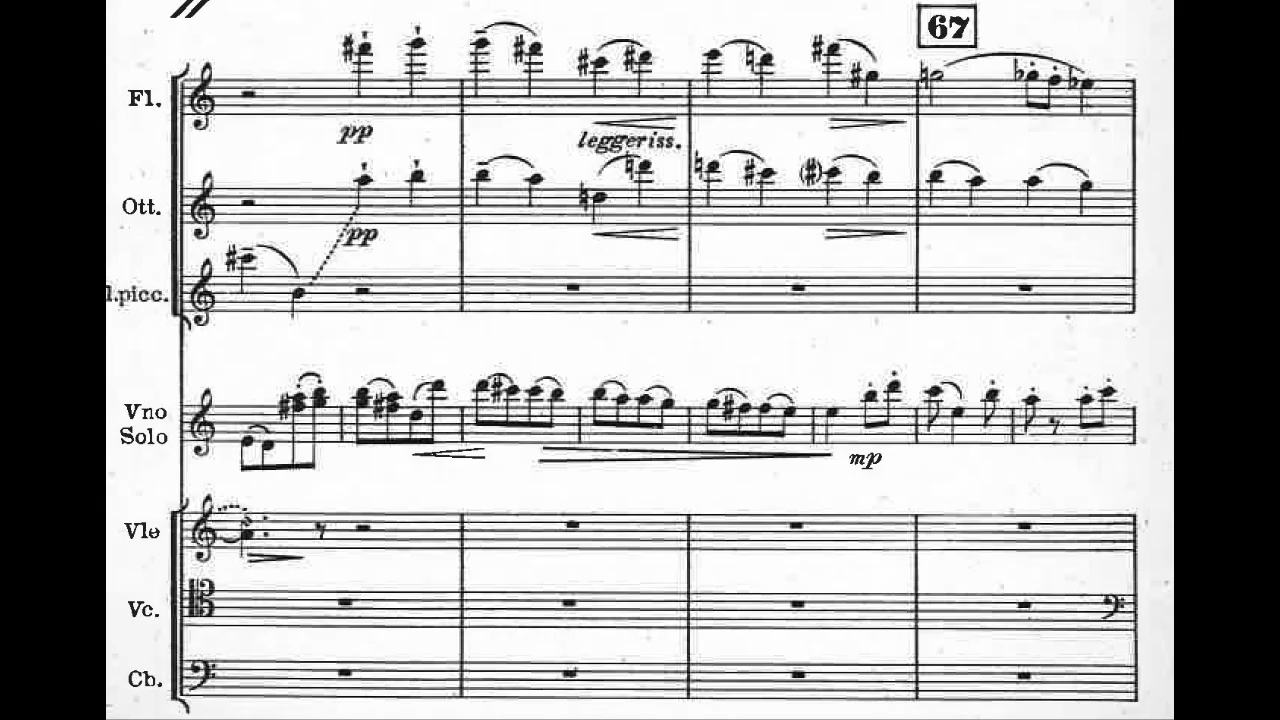 67
Fl.
pp
leggeriss.
Ott.
pp
l.picc.
Vno
Solo
mp
Vle
Vc.
Cb.